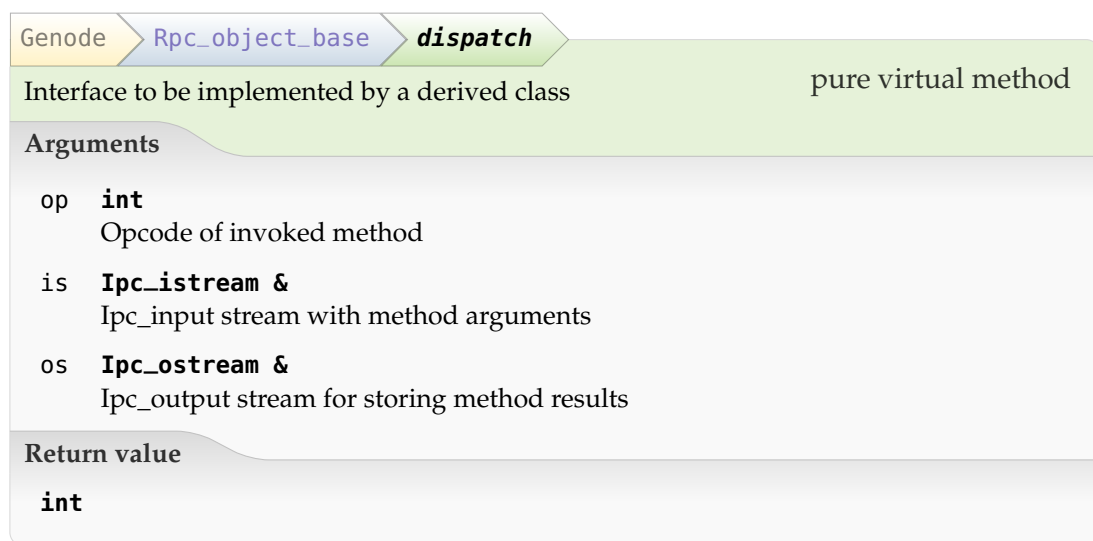 Genode Rpc_object_base dispatch
pure virtual method
Interface to be implemented by a derived class
Arguments
op int
Opcode of invoked method
is Ipc_istream &
Ipc_input stream with method arguments
os Ipc_ostream &
Ipc_output stream for storing method results
Return value
int